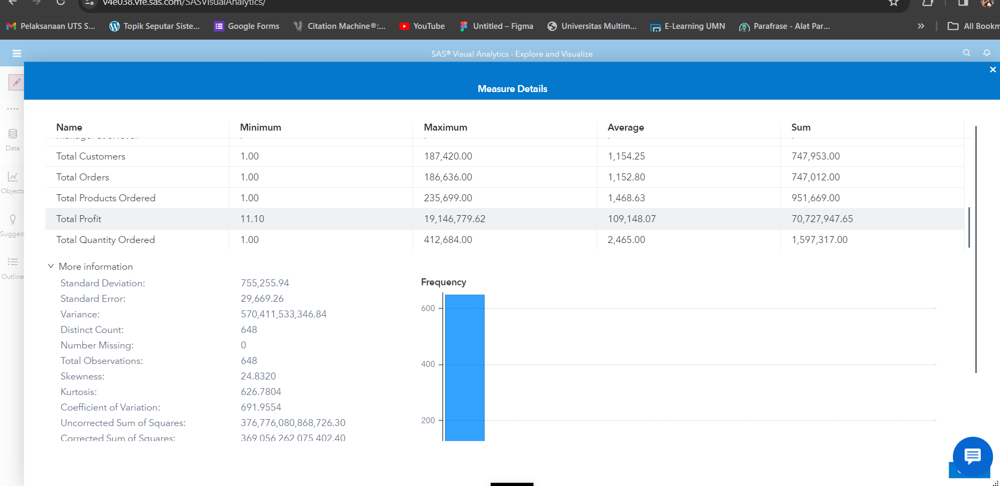 v4e038.vfe.sas.com/SASVisualAnalytics/
Pelaksanaan UTS S... Topik Seputar Siste... Google Forms Citation Machine®:... YouTube Untitled – Figma Universitas Multim... E-Learning UMN Parafrase - Alat Par... » All Bookm
SAS® Visual Analytics - Explore and Visualize
Measure Details
Data
Objects
Suggest
Outline
Name Minimum Maximum Average Sum
Total Customers 1.00 187,420.00 1,154.25 747,953.00
Total Orders 1.00 186,636.00 1,152.80 747,012.00
Total Products Ordered 1.00 235,699.00 1,468.63 951,669.00
Total Profit 11.10 19,146,779.62 109,148.07 70,727,947.65
Total Quantity Ordered 1.00 412,684.00 2,465.00 1,597,317.00
More information
Standard Deviation: 755,255.94
Standard Error: 29,669.26
Variance: 570,411,533,346.84
Distinct Count: 648
Number Missing: 0
Total Observations: 648
Skewness: 24.8320
Kurtosis: 626.7804
Coefficient of Variation: 691.9554
Uncorrected Sum of Squares: 376,776,080,868,726.30
Corrected Sum of Squares: 369,056,262,075,402.40
Frequency
600
400
200